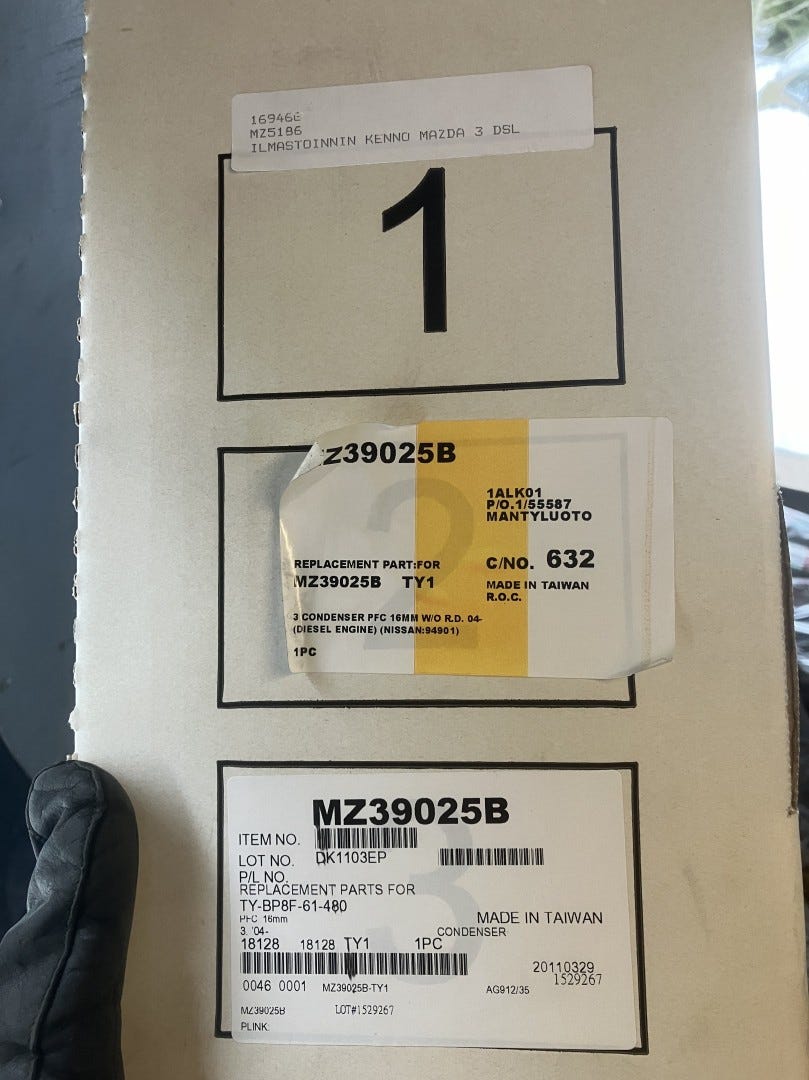 16946E
MZ5186
ILMASTOINNIN KENNO MAZDA 3 DSL
1
Z39025B
1ALK01
P/O.1/55587
MANTYLUOTO
2
REPLACEMENT PART:FOR
MZ39025B TY1
C/NO. 632
MADE IN TAIWAN
R.O.C.
3 CONDENSER PFC 16MM W/O R.D. 04-
(DIESEL ENGINE) (NISSAN:94901)
1PC
3
MZ39025B
ITEM NO.
LOT NO. DK1103EP
P/L NO.
REPLACEMENT PARTS FOR
TY-BP8F-61-480
PFC 16mm
MADE IN TAIWAN
3. '04-
CONDENSER
18128 18128 TY1 1PC
20110329
0046 0001 MZ39025B-TY1 AG912/35 1529267
MZ39025B LOT#1529267
PLINK: